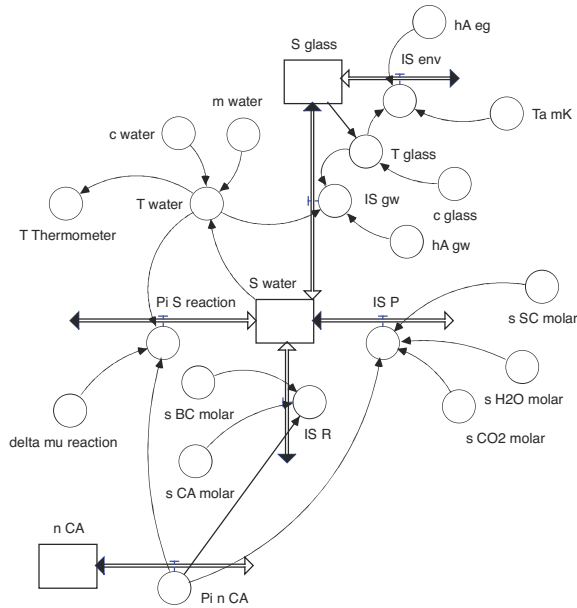 hA eg
S glass
IS env
m water
c water
Ta mK
T glass
T water
IS gw
c glass
T Thermometer
hA gw
S water
Pi S reaction
IS P
s SC molar
s BC molar
s H2O molar
delta mu reaction
IS R
s CO2 molar
s CA molar
n CA
Pi n CA